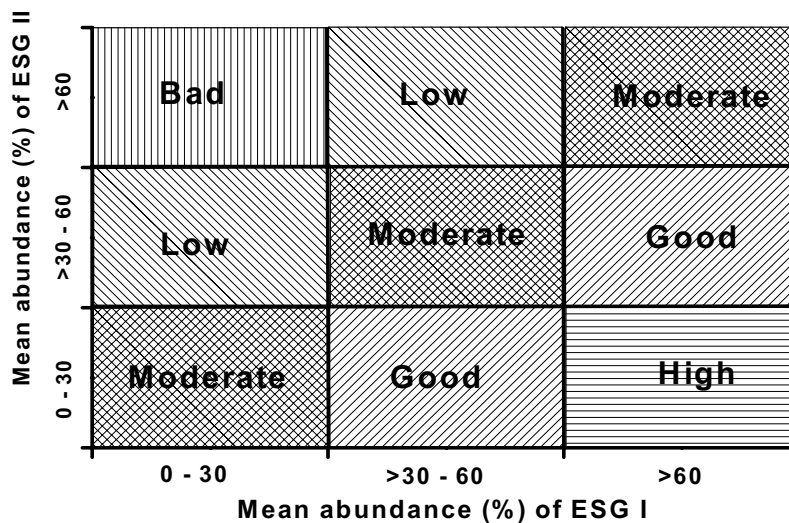 Mean abundance (%) of ESG II
>60
Bad
Low
Moderate
>30 - 60
Low
Moderate
Good
0 - 30
Moderate
Good
High
0 - 30
>30 - 60
>60
Mean abundance (%) of ESG I